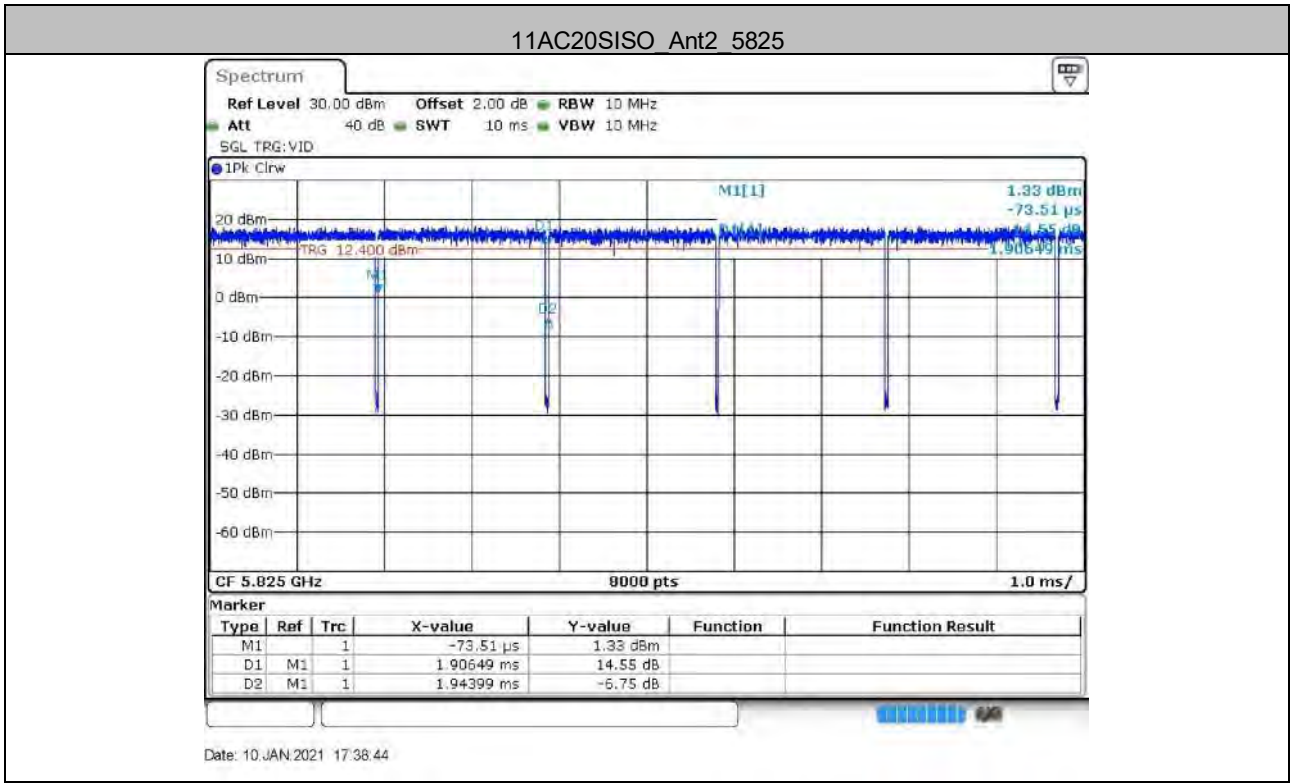 11AC20SISO_Ant2_5825
Spectrum
Ref Level 30.00 dBm Offset 2.00 dB RBW 10 MHz
Att 40 dB SWT 10 ms VBW 10 MHz
SGL TRG:VID
1Pk Clrw
M1[1] 1.33 dBm
-73.51 µs
20 dBm
D1
1.90649 ms
TRG 12.400 dBm
10 dBm
M1
0 dBm
D2
-10 dBm
-20 dBm
-30 dBm
-40 dBm
-50 dBm
-60 dBm
CF 5.825 GHz 8000 pts 1.0 ms/
Marker
Type Ref Trc X-value Y-value Function Function Result
M1 1 -73.51 µs 1.33 dBm
D1 M1 1 1.90649 ms 14.55 dB
D2 M1 1 1.94399 ms -6.75 dB
Date: 10.JAN.2021 17:38:44